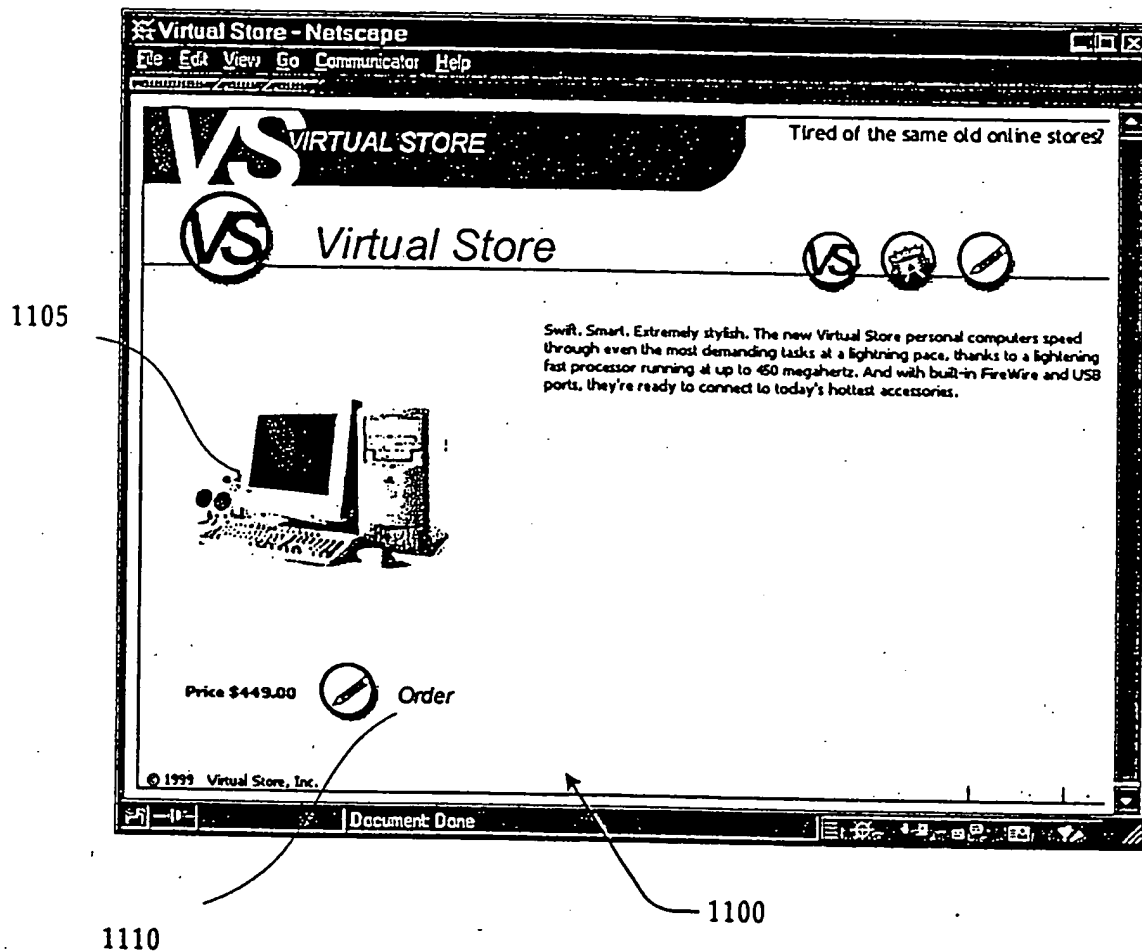 Virtual Store - Netscape
File Edit View Go Communicator Help
VS VIRTUAL STORE
Tired of the same old online stores?
VS Virtual Store
VS
1105
Swift. Smart. Extremely stylish. The new Virtual Store personal computers speed
through even the most demanding tasks at a lightning pace, thanks to a lightening
fast processor running at up to 450 megahertz. And with built-in FireWire and USB
ports, they're ready to connect to today's hottest accessories.
Price $449.00
Order
© 1999 Virtual Store, Inc.
Document: Done
1100
1110